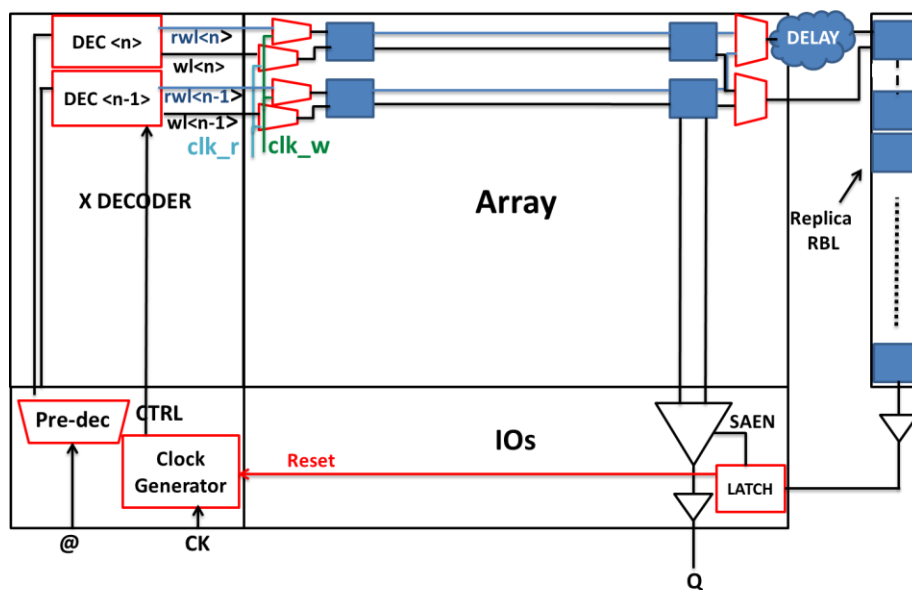 DEC <n>
rwl<n>
wl<n>
DEC <n-1>
rwl<n-1>
wl<n-1>
clk_r
clk_w
DELAY
X DECODER
Array
Replica
RBL
Pre-dec
CTRL
Clock
Generator
Reset
IOs
SAEN
LATCH
@
CK
Q